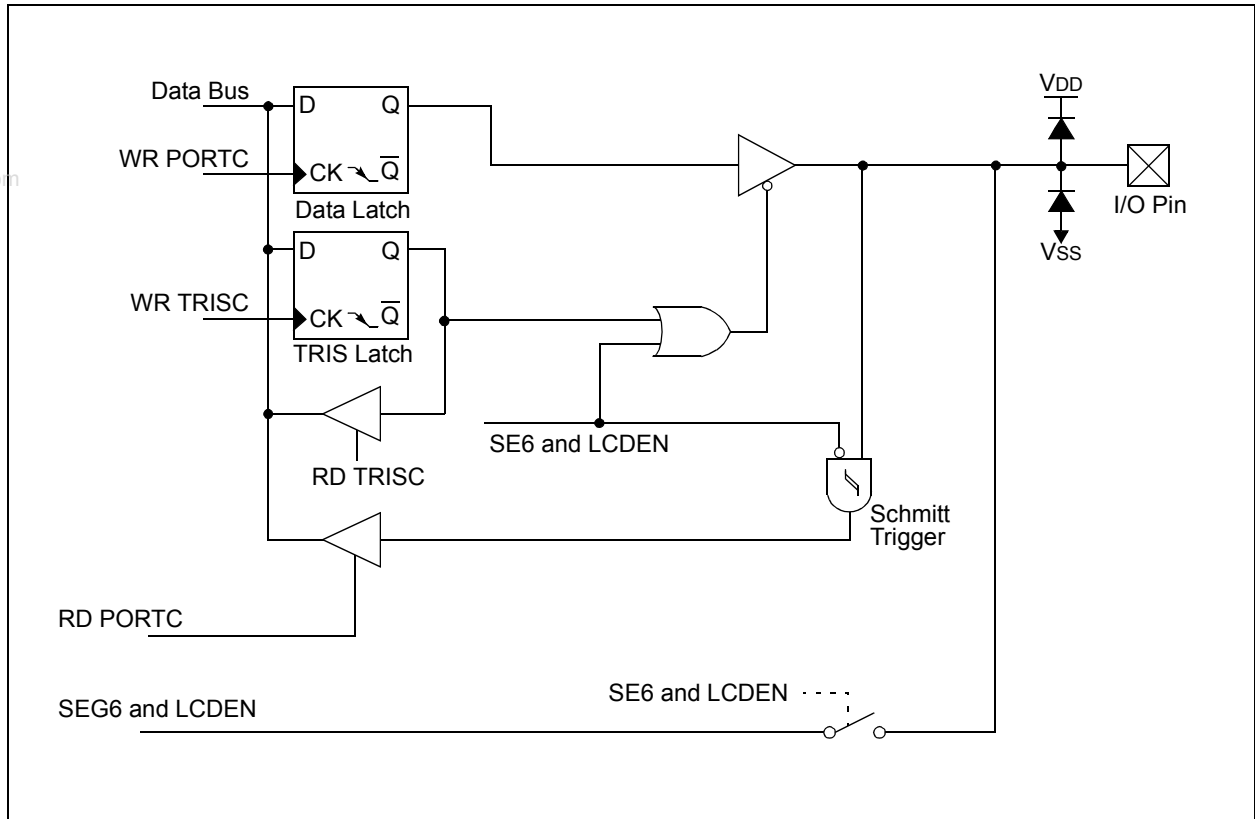 Data Bus
D Q
VDD
WR PORTC
CK Q̅
om
Data Latch
I/O Pin
D Q
VSS
WR TRISC
CK Q̅
TRIS Latch
SE6 and LCDEN
RD TRISC
Schmitt
Trigger
RD PORTC
SE6 and LCDEN
SEG6 and LCDEN